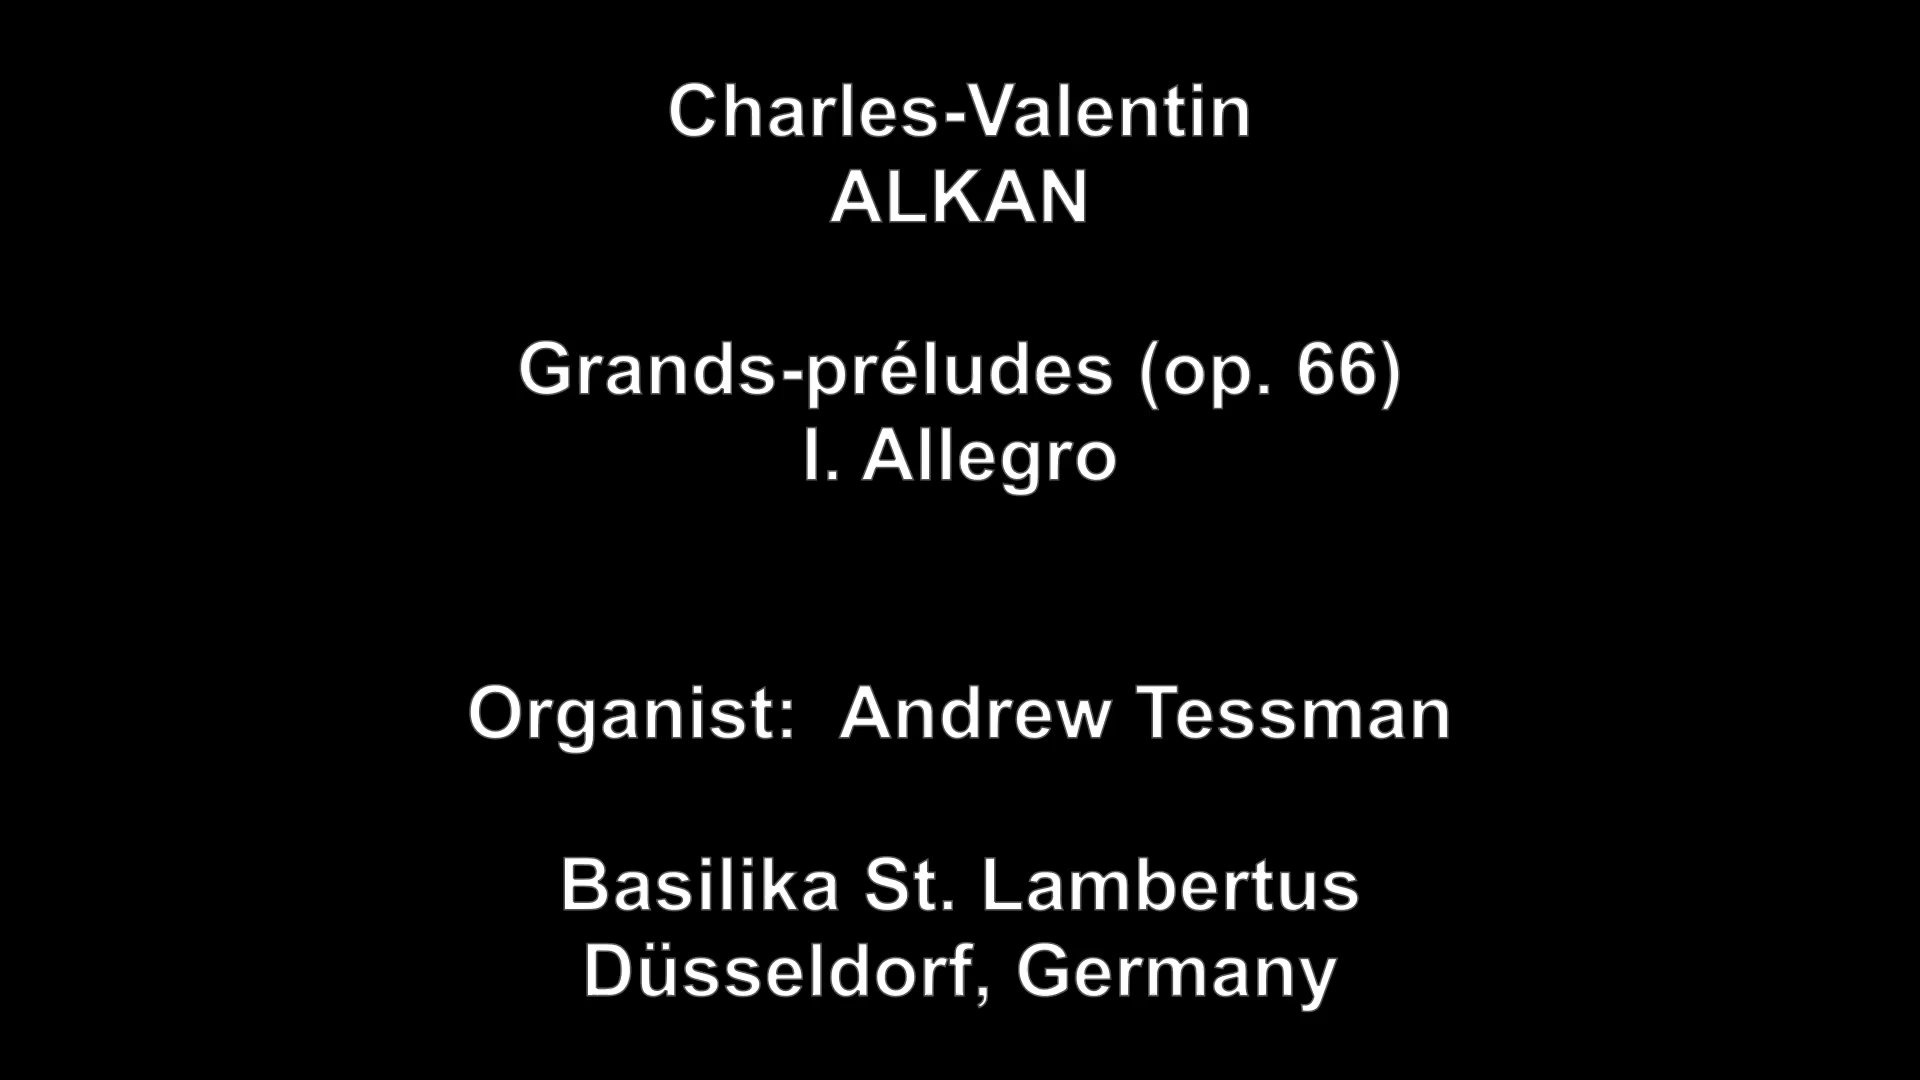 Charles-Valentin
ALKAN
Grands-préludes (op. 66)
I. Allegro
Organist:  Andrew Tessman
Basilika St. Lambertus
Düsseldorf, Germany